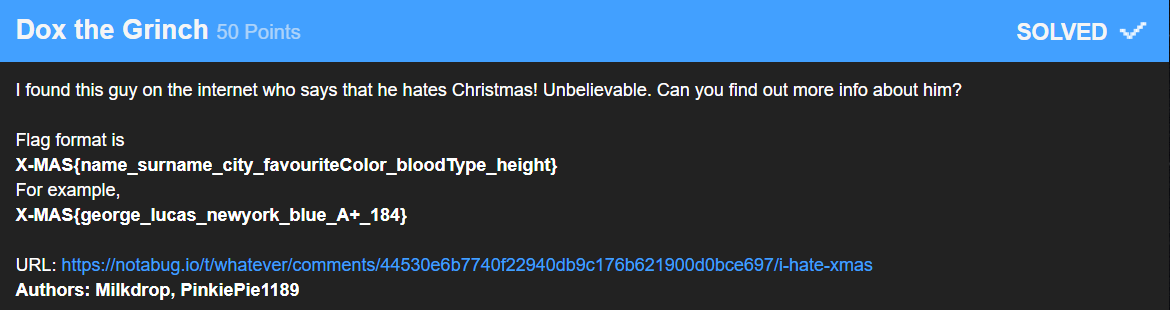 Dox the Grinch 50 Points SOLVED
I found this guy on the internet who says that he hates Christmas! Unbelievable. Can you find out more info about him?
Flag format is
X-MAS{name_surname_city_favouriteColor_bloodType_height}
For example,
X-MAS{george_lucas_newyork_blue_A+_184}
URL: https://notabug.io/t/whatever/comments/44530e6b7740f22940db9c176b621900d0bce697/i-hate-xmas
Authors: Milkdrop, PinkiePie1189